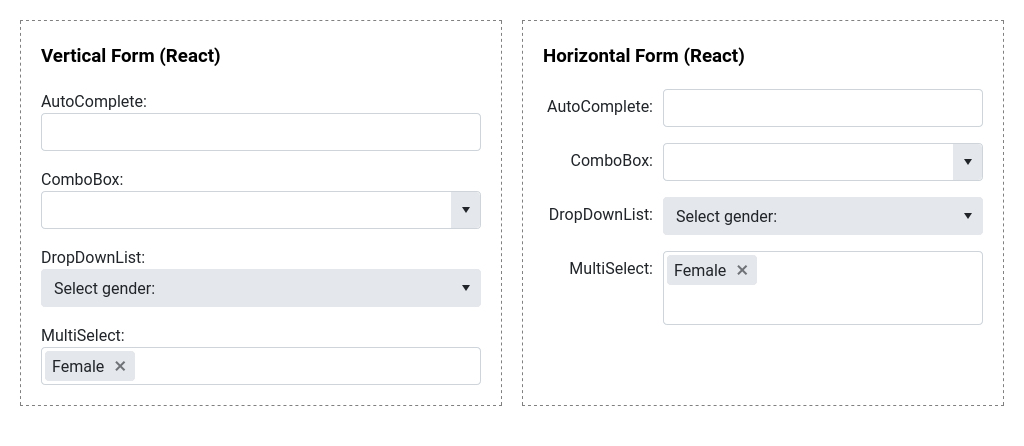 Vertical Form (React)
AutoComplete:
ComboBox:
DropDownList:
Select gender:
MultiSelect:
Female ✕
Horizontal Form (React)
AutoComplete:
ComboBox:
DropDownList: Select gender:
MultiSelect: Female ✕